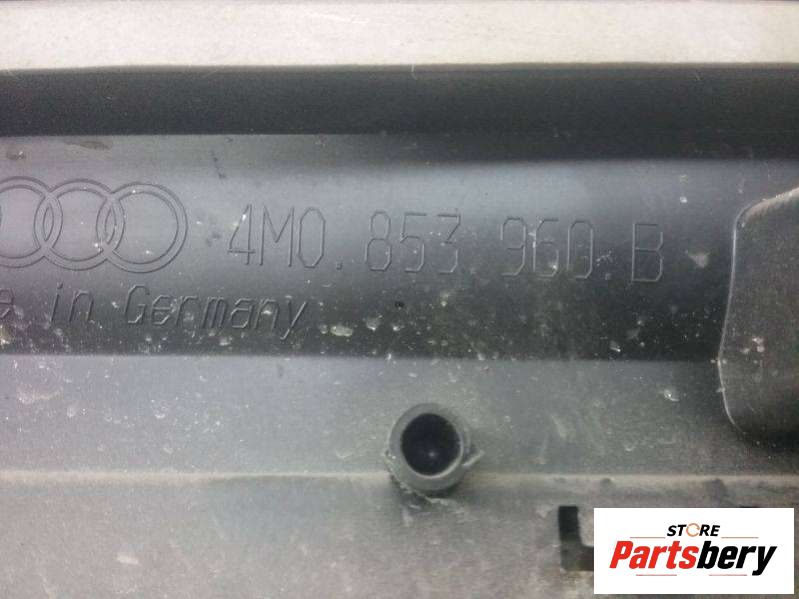 4M0.853.960.B
in Germany
STORE
Partsbery